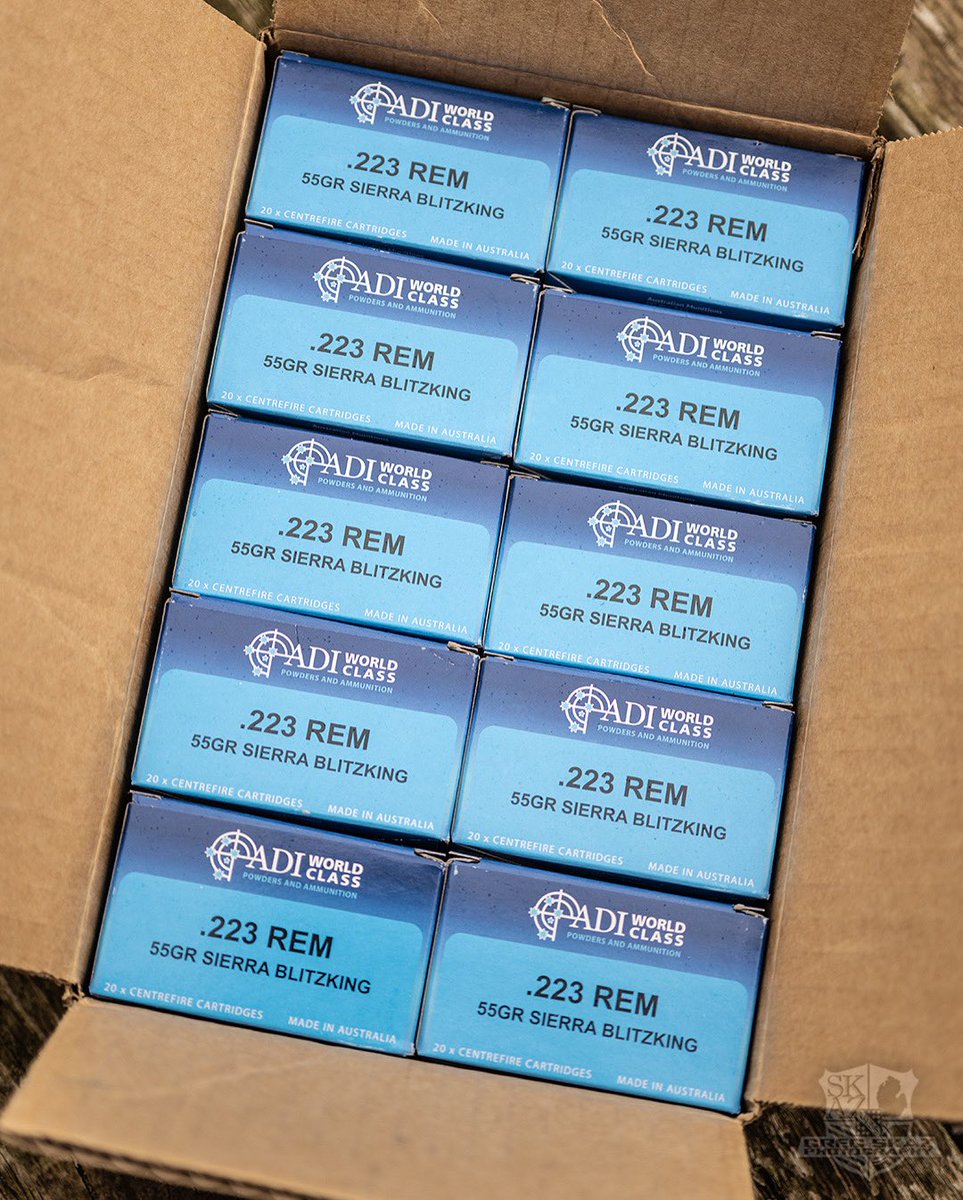 ADI WORLD
CLASS
POWDERS AND AMMUNITION
.223 REM
55GR SIERRA BLITZKING
20 x CENTREFIRE CARTRIDGES MADE IN AUSTRALIA
ADI WORLD
CLASS
POWDERS AND AMMUNITION
.223 REM
55GR SIERRA BLITZKING
20 x CENTREFIRE CARTRIDGES MADE IN AUSTRALIA
ADI WORLD
CLASS
POWDERS AND AMMUNITION
.223 REM
55GR SIERRA BLITZKING
20 x CENTREFIRE CARTRIDGES MADE IN AUSTRALIA
Australian Munitions
ADI WORLD
CLASS
POWDERS AND AMMUNITION
.223 REM
55GR SIERRA BLITZKING
20 x CENTREFIRE CARTRIDGES MADE IN AUSTRALIA
Australian Munitions
ADI WORLD
CLASS
POWDERS AND AMMUNITION
.223 REM
55GR SIERRA BLITZKING
20 x CENTREFIRE CARTRIDGES MADE IN AUSTRALIA
Australian Munitions
ADI WORLD
CLASS
POWDERS AND AMMUNITION
.223 REM
55GR SIERRA BLITZKING
20 x CENTREFIRE CARTRIDGES MADE IN AUSTRALIA
ADI WORLD
CLASS
POWDERS AND AMMUNITION
.223 REM
55GR SIERRA BLITZKING
20 x CENTREFIRE CARTRIDGES MADE IN AUSTRALIA
ADI WORLD
CLASS
POWDERS AND AMMUNITION
.223 REM
55GR SIERRA BLITZKING
20 x CENTREFIRE CARTRIDGES MADE IN AUSTRALIA
ADI WORLD
CLASS
POWDERS AND AMMUNITION
.223 REM
55GR SIERRA BLITZKING
20 x CENTREFIRE CARTRIDGES MADE IN AUSTRALIA
ADI WORLD
CLASS
POWDERS AND AMMUNITION
.223 REM
55GR SIERRA BLITZKING
20 x CENTREFIRE CARTRIDGES MADE IN AUSTRALIA
SK
PHOTOGRAPHY